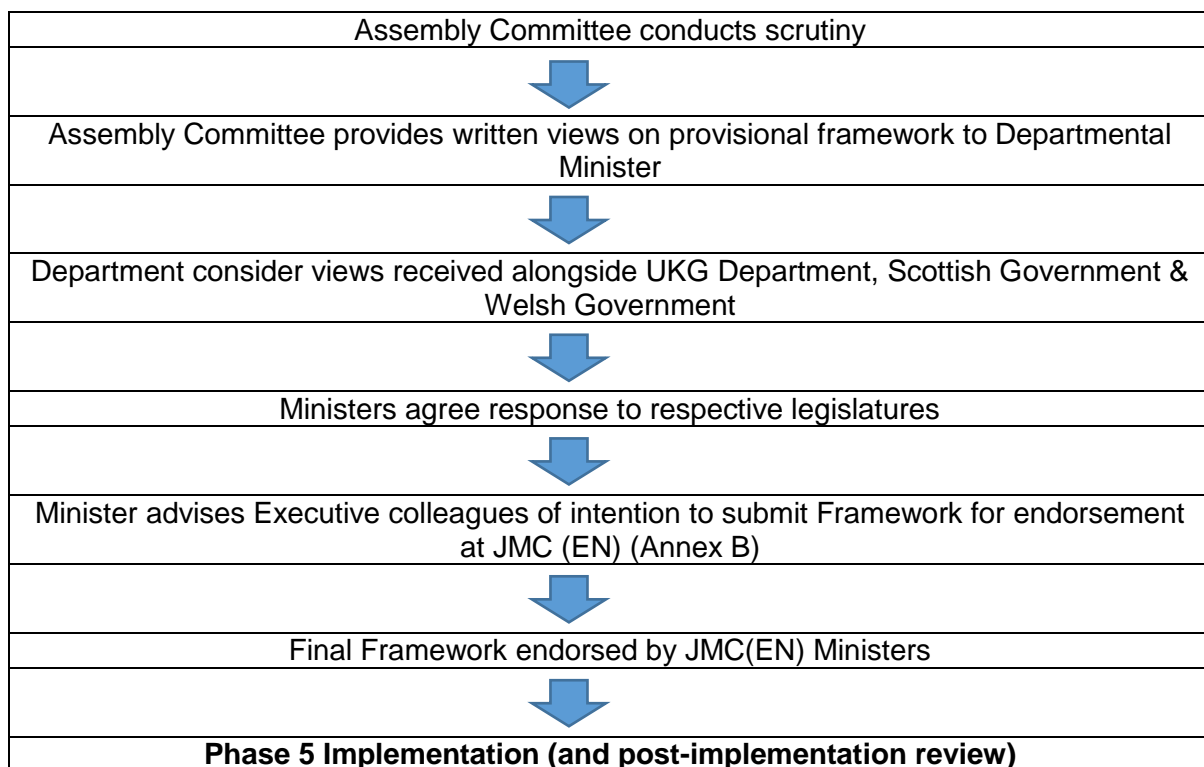 Assembly Committee conducts scrutiny
Assembly Committee provides written views on provisional framework to Departmental
Minister
Department consider views received alongside UKG Department, Scottish Government &
Welsh Government
Ministers agree response to respective legislatures
Minister advises Executive colleagues of intention to submit Framework for endorsement
at JMC (EN) (Annex B)
Final Framework endorsed by JMC(EN) Ministers
Phase 5 Implementation (and post-implementation review)